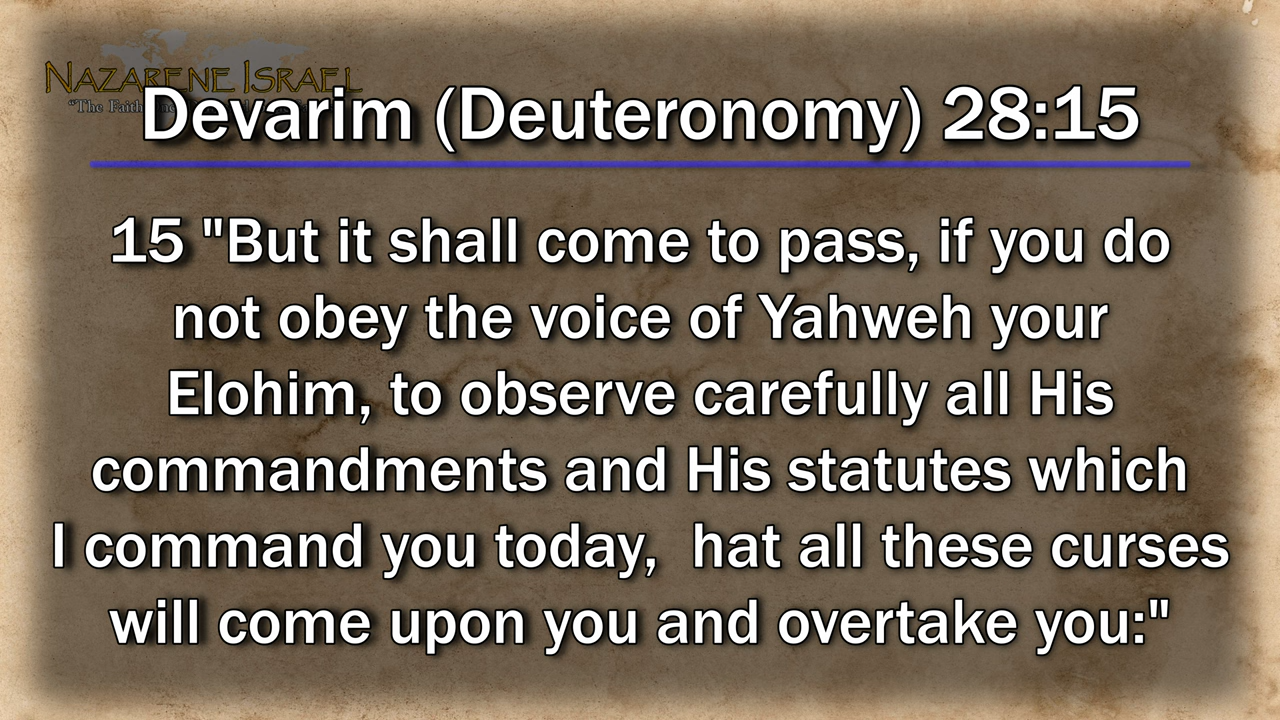 NAZARENE ISRAEL
"The Faith
Devarim (Deuteronomy) 28:15
15 "But it shall come to pass, if you do
not obey the voice of Yahweh your
Elohim, to observe carefully all His
commandments and His statutes which
I command you today,  hat all these curses
will come upon you and overtake you:"